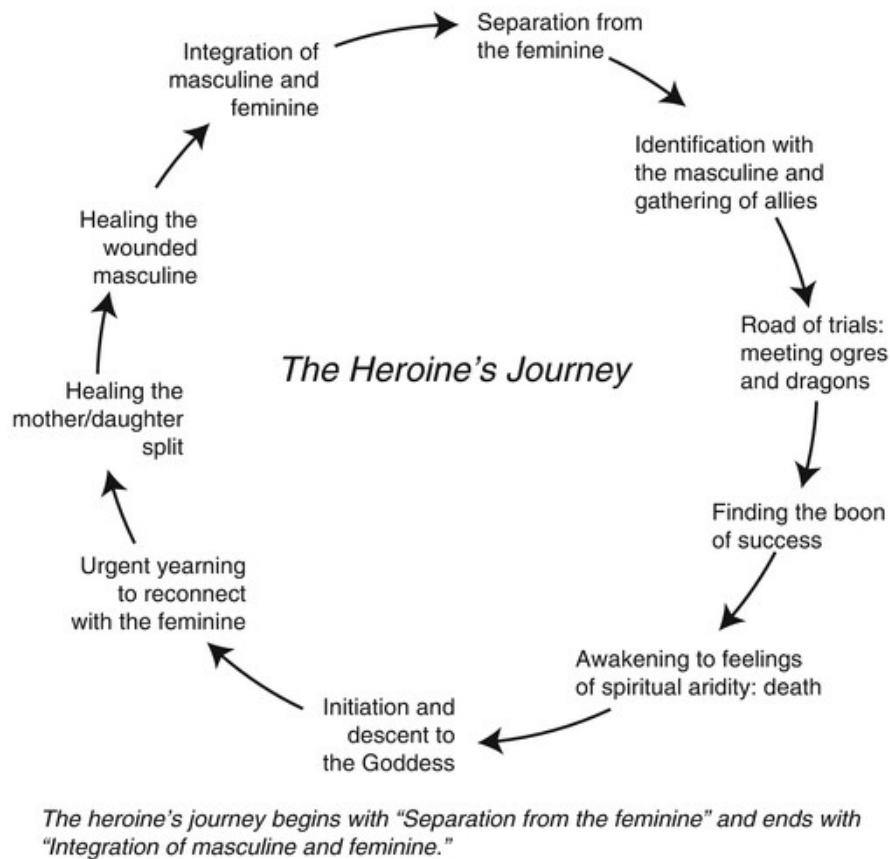 Separation from
the feminine
Identification with
the masculine and
gathering of allies
Road of trials:
meeting ogres
and dragons
Finding the boon
of success
Awakening to feelings
of spiritual aridity: death
Initiation and
descent to
the Goddess
Urgent yearning
to reconnect
with the feminine
Healing the
mother/daughter
split
Healing the
wounded
masculine
Integration of
masculine and
feminine
The Heroine’s Journey
The heroine’s journey begins with “Separation from the feminine” and ends with
“Integration of masculine and feminine.”